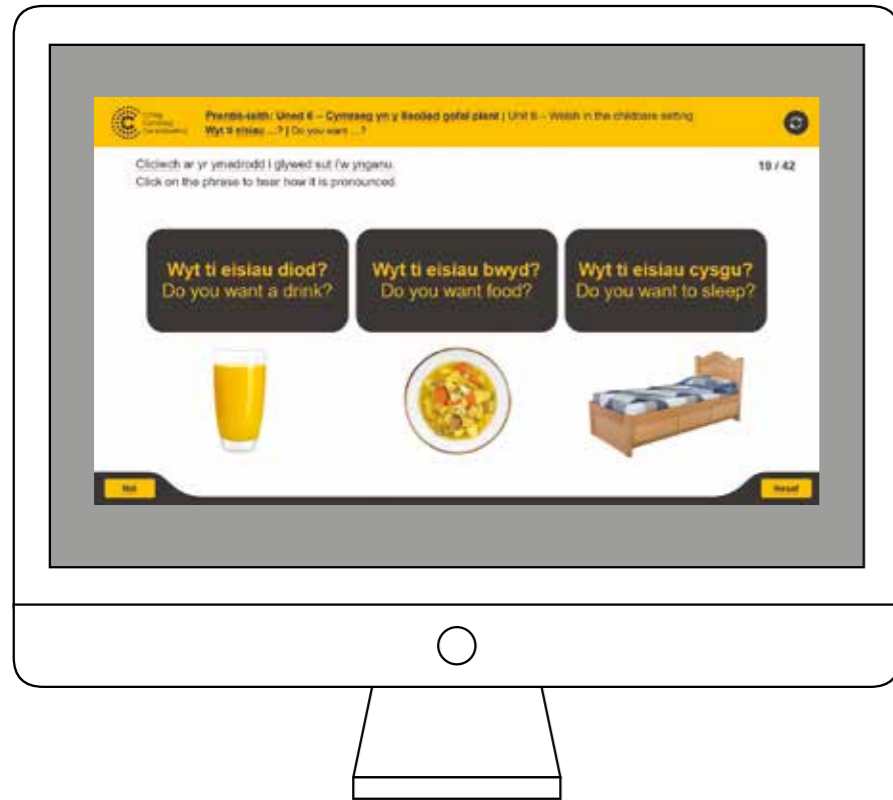 Coleg
Cymraeg
Cenedlaethol
Prentis-iaith: Uned 6 – Cymraeg yn y lleoliad gofal plant | Unit 6 – Welsh in the childcare setting
Wyt ti eisiau ...? | Do you want ...?
Cliciwch ar yr ymadrodd i glywed sut i'w ynganu.
Click on the phrase to hear how it is pronounced.
19 / 42
Wyt ti eisiau diod?
Do you want a drink?
Wyt ti eisiau bwyd?
Do you want food?
Wyt ti eisiau cysgu?
Do you want to sleep?
Nôl
Nesaf